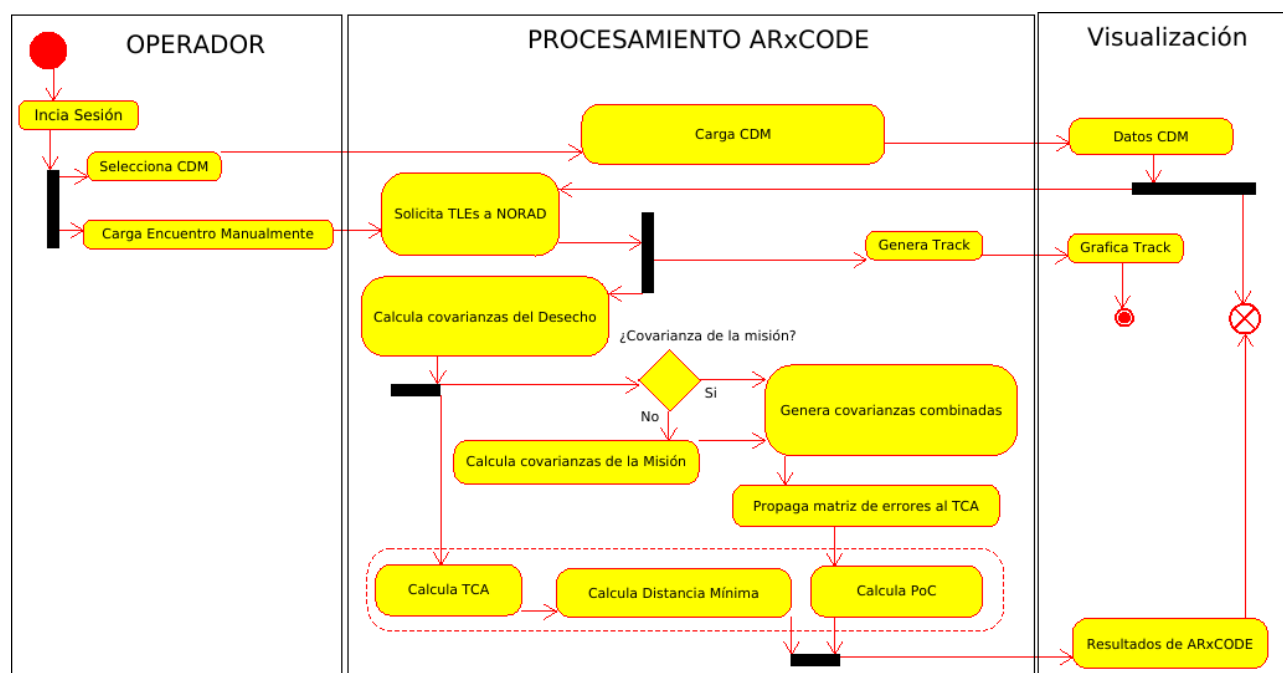 OPERADOR
PROCESAMIENTO ARxCODE
Visualización
Incia Sesión
Selecciona CDM
Carga CDM
Datos CDM
Carga Encuentro Manualmente
Solicita TLEs a NORAD
Genera Track
Grafica Track
Calcula covarianzas del Desecho
¿Covarianza de la misión?
Si
No
Genera covarianzas combinadas
Calcula covarianzas de la Misión
Propaga matriz de errores al TCA
Calcula TCA
Calcula Distancia Mínima
Calcula PoC
Resultados de ARxCODE